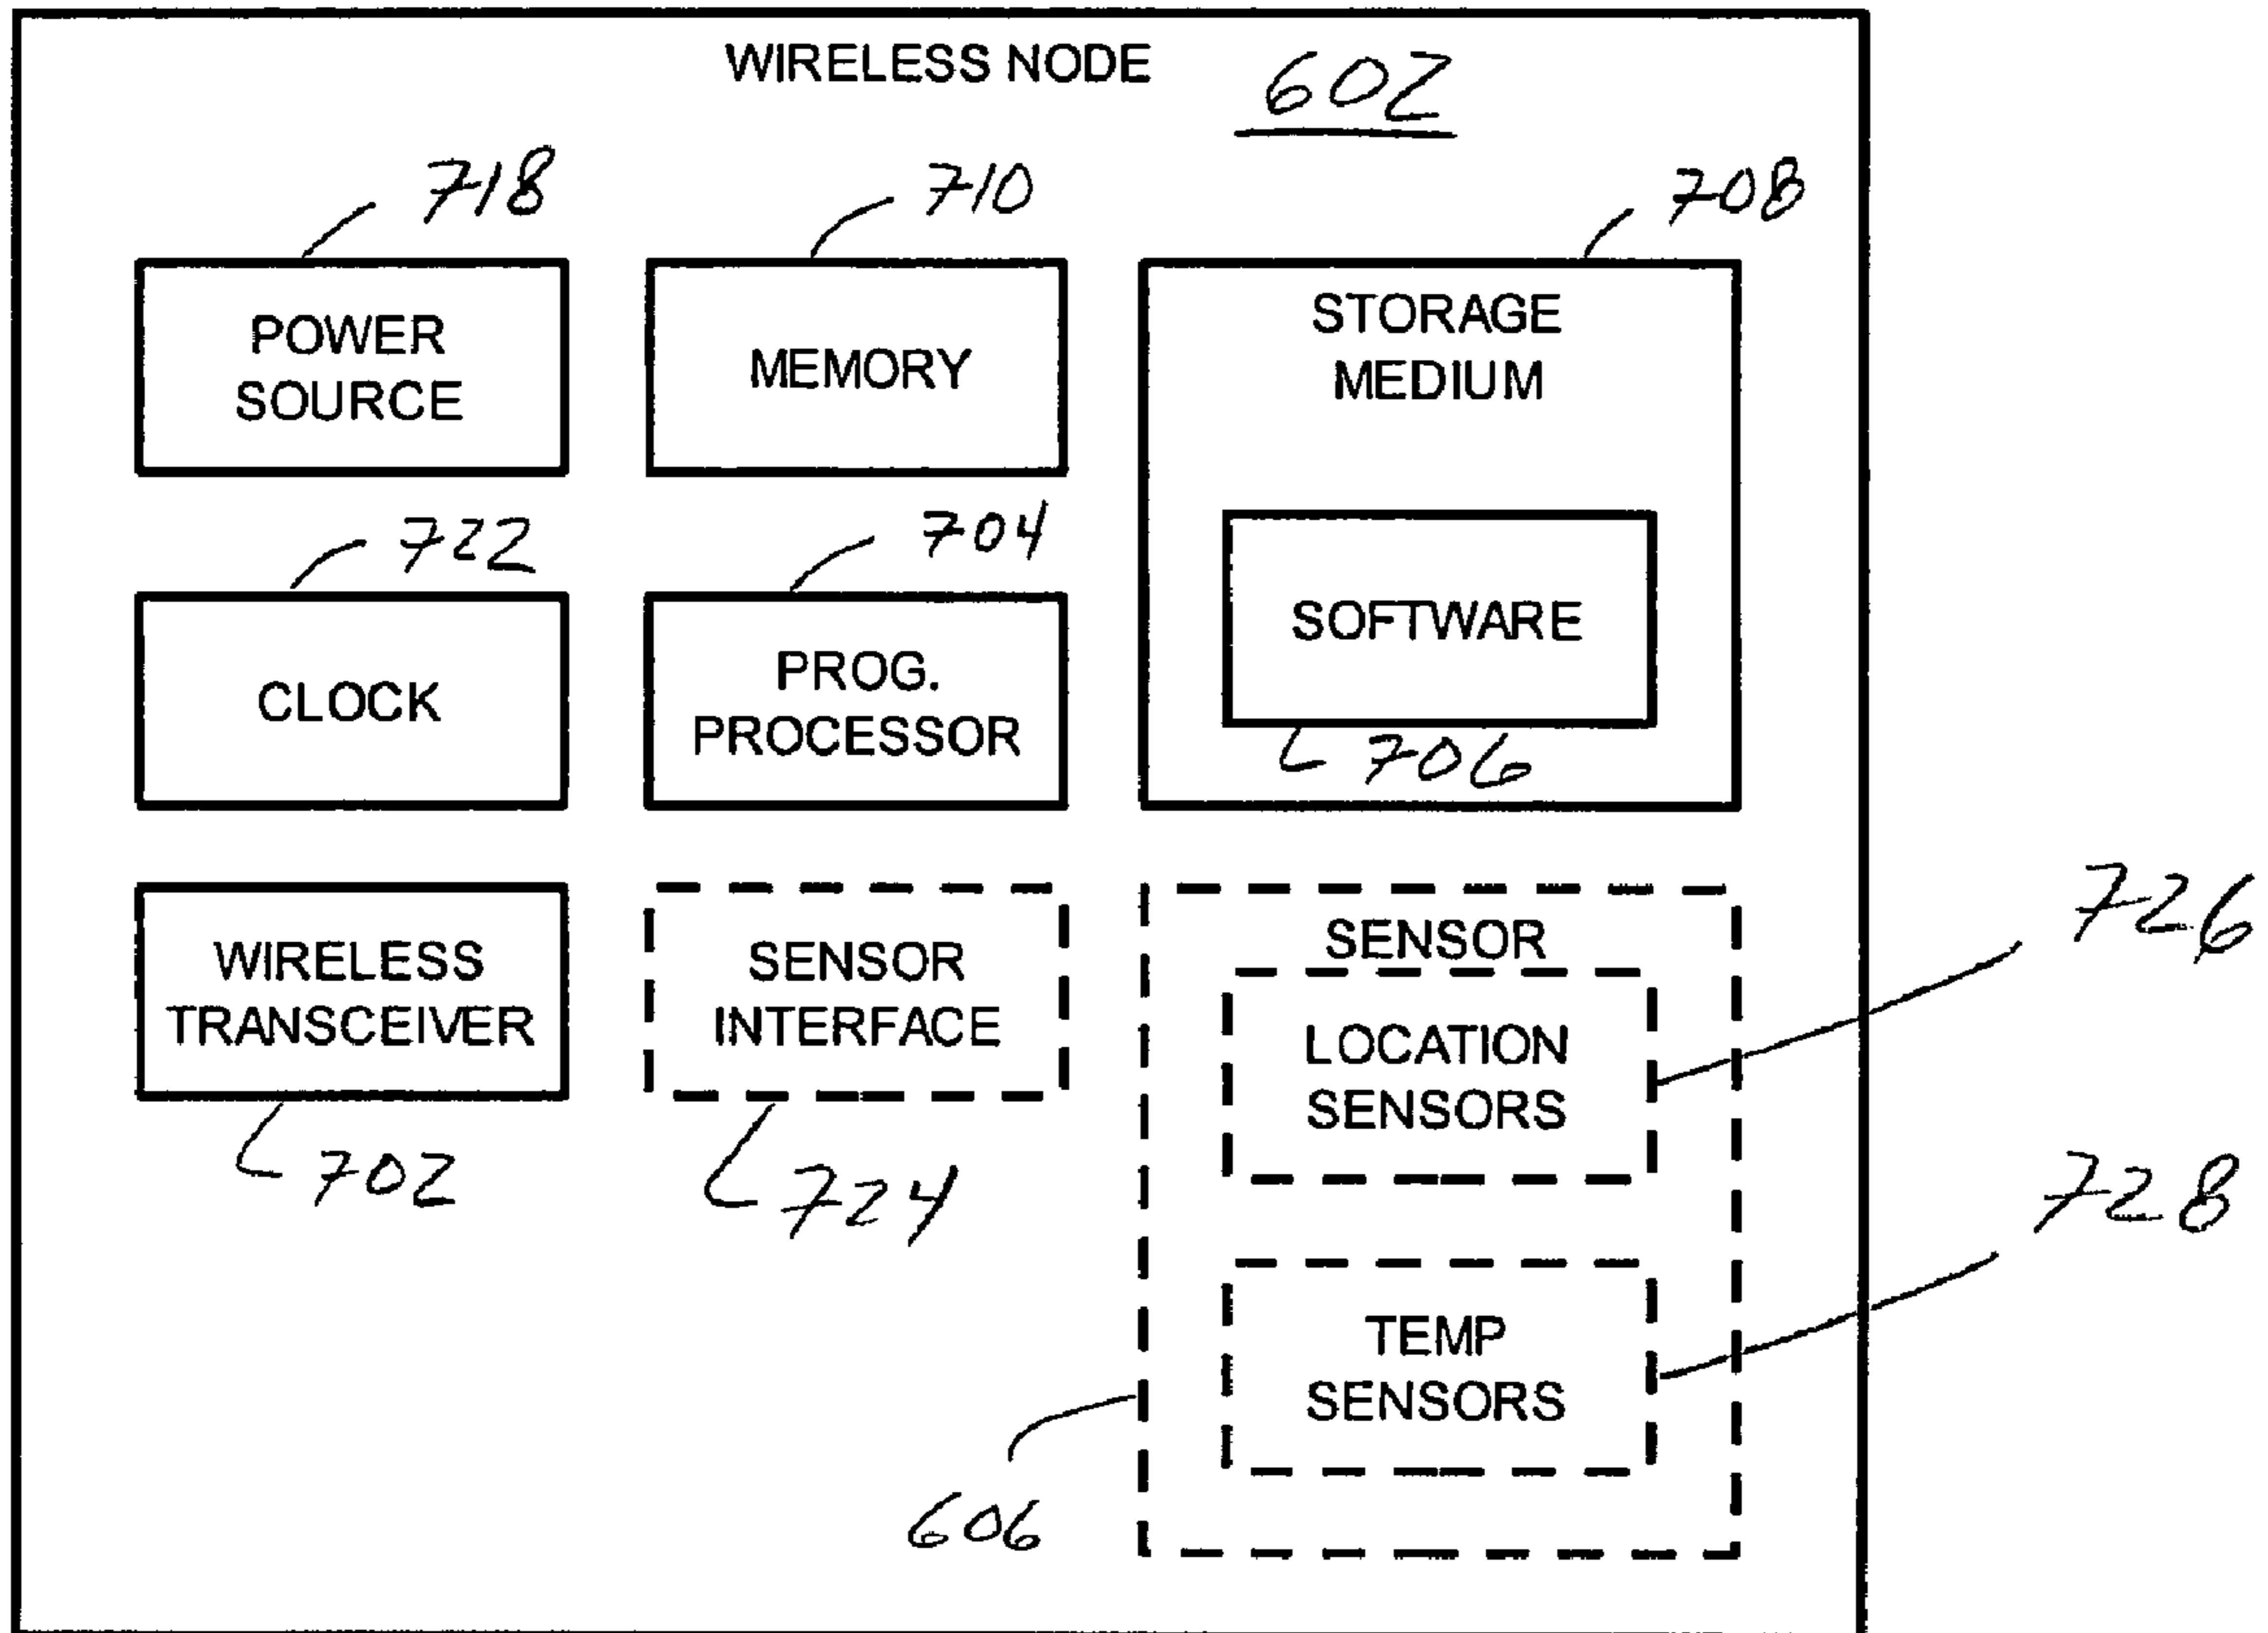 WIRELESS NODE 602
718 710 708
POWER
SOURCE
MEMORY
STORAGE
MEDIUM
722 704
CLOCK
PROG.
PROCESSOR
SOFTWARE
706
WIRELESS
TRANSCEIVER
702
SENSOR
INTERFACE
724
SENSOR
LOCATION
SENSORS
726
TEMP
SENSORS
728
606